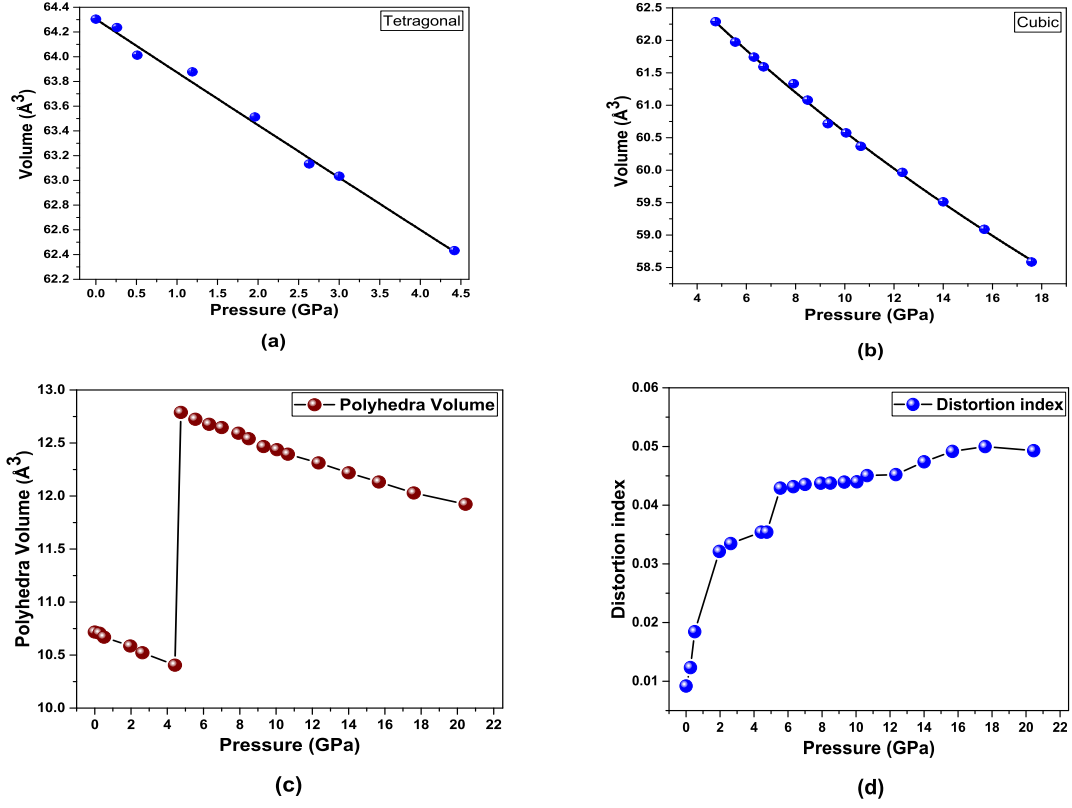 Tetragonal
64.4
64.2
64.0
63.8
63.6
63.4
63.2
63.0
62.8
62.6
62.4
62.2
Volume (Å³)
0.0 0.5 1.0 1.5 2.0 2.5 3.0 3.5 4.0 4.5
Pressure (GPa)
(a)
Cubic
62.5
62.0
61.5
61.0
60.5
60.0
59.5
59.0
58.5
Volume (Å³)
4 6 8 10 12 14 16 18
Pressure (GPa)
(b)
Polyhedra Volume
13.0
12.5
12.0
11.5
11.0
10.5
10.0
Polyhedra Volume (Å³)
0 2 4 6 8 10 12 14 16 18 20 22
Pressure (GPa)
(c)
Distortion index
0.06
0.05
0.04
0.03
0.02
0.01
Distortion index
0 2 4 6 8 10 12 14 16 18 20 22
Pressure (GPa)
(d)